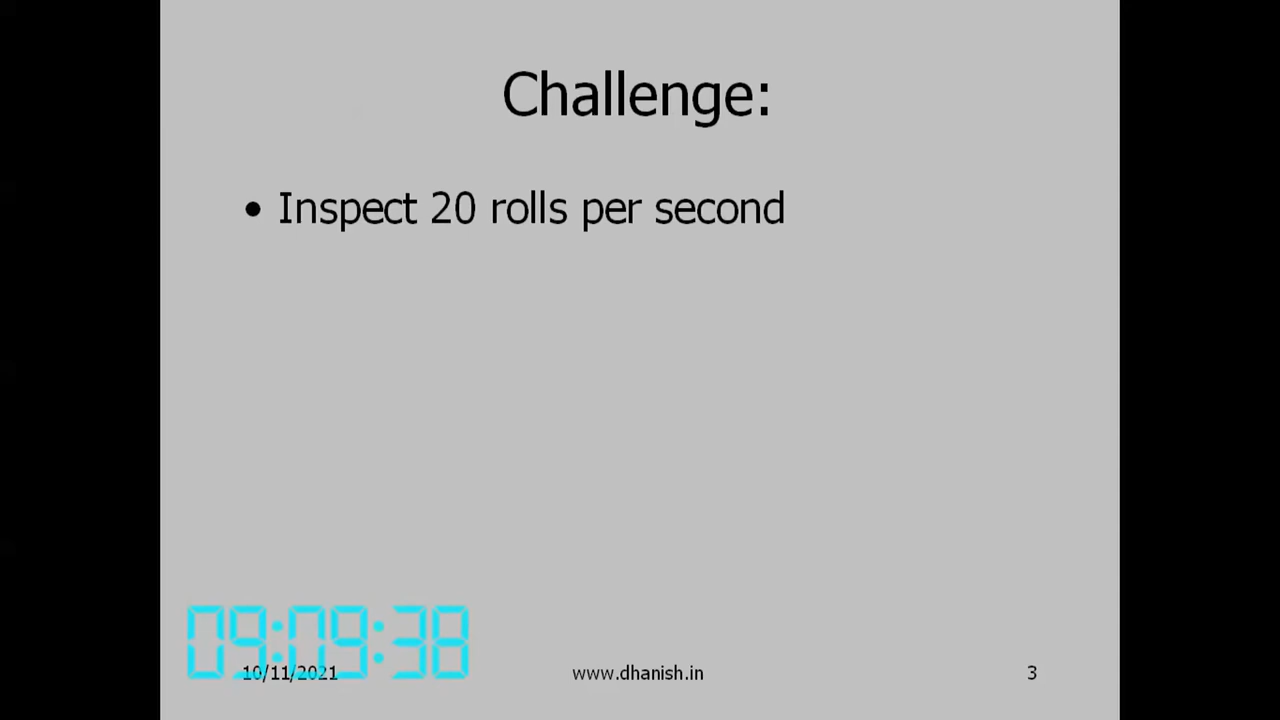 Challenge:
• Inspect 20 rolls per second
09:09:38
10/11/2021 www.dhanish.in 3